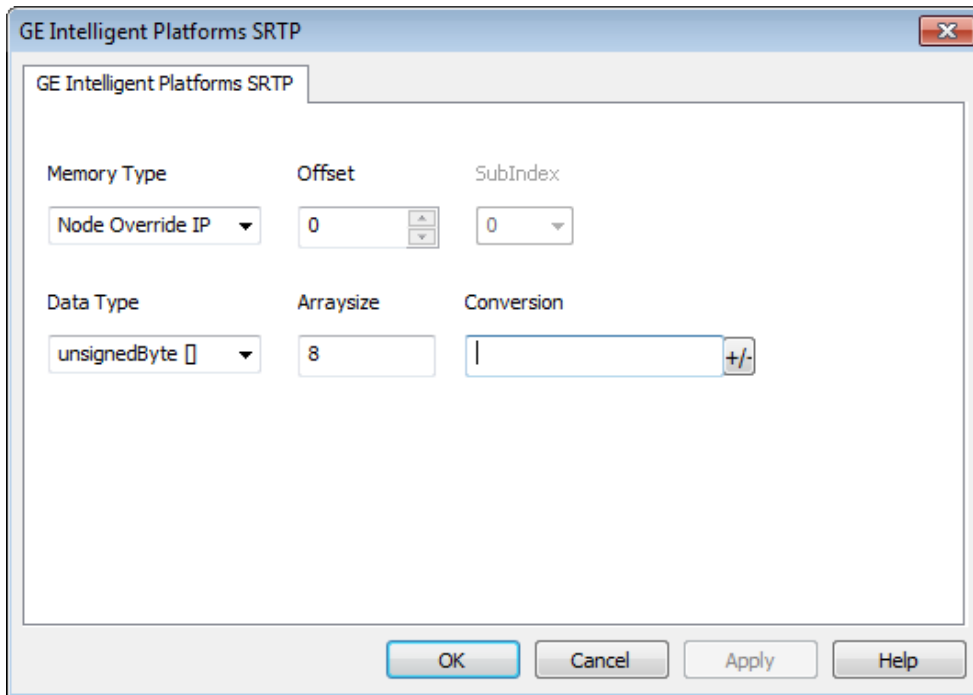 GE Intelligent Platforms SRTP
GE Intelligent Platforms SRTP
Memory Type Offset SubIndex
Node Override IP 0 0
Data Type Arraysize Conversion
unsignedByte [] 8 +/-
OK Cancel Apply Help